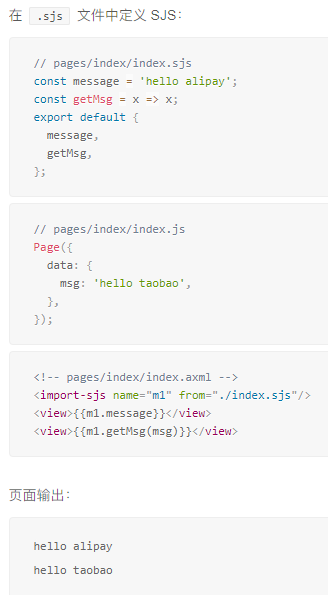 在 .sjs 文件中定义 SJS：
// pages/index/index.sjs
const message = 'hello alipay';
const getMsg = x => x;
export default {
  message,
  getMsg,
};
// pages/index/index.js
Page({
  data: {
    msg: 'hello taobao',
  },
});
<!-- pages/index/index.axml -->
<import-sjs name="m1" from="./index.sjs"/>
<view>{{m1.message}}</view>
<view>{{m1.getMsg(msg)}}</view>
页面输出：
hello alipay
hello taobao